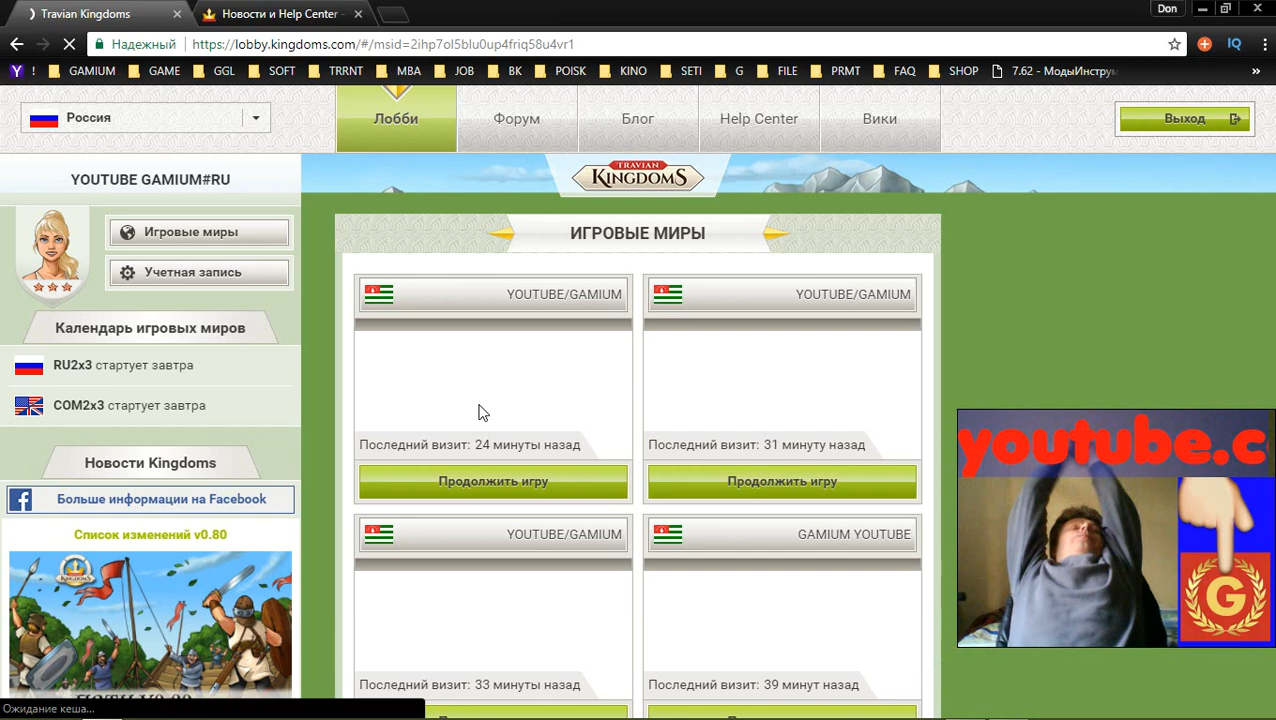 Travian Kingdoms
Новости и Help Center -
Don
Надежный
https://lobby.kingdoms.com/#/msid=2ihp7ol5blu0up4friq58u4vr1
IQ
Y ! GAMIUM GAME GGL SOFT TRRNT MBA JOB BK POISK KINO SETI G FILE PRMT FAQ SHOP 7.62 - МодыИнструм »
Россия
Лобби
Форум
Блог
Help Center
Вики
Выход
TRAVIAN
KINGDOMS
YOUTUBE GAMIUM#RU
Игровые миры
Учетная запись
Календарь игровых миров
RU2x3 стартует завтра
COM2x3 стартует завтра
Новости Kingdoms
Больше информации на Facebook
Список изменений v0.80
KINGDOMS
ИГРОВЫЕ МИРЫ
YOUTUBE/GAMIUM
Последний визит: 24 минуты назад
Продолжить игру
YOUTUBE/GAMIUM
Последний визит: 31 минуту назад
Продолжить игру
YOUTUBE/GAMIUM
Последний визит: 33 минуты назад
GAMIUM YOUTUBE
Последний визит: 39 минут назад
youtube.c
G
Ожидание кеша...